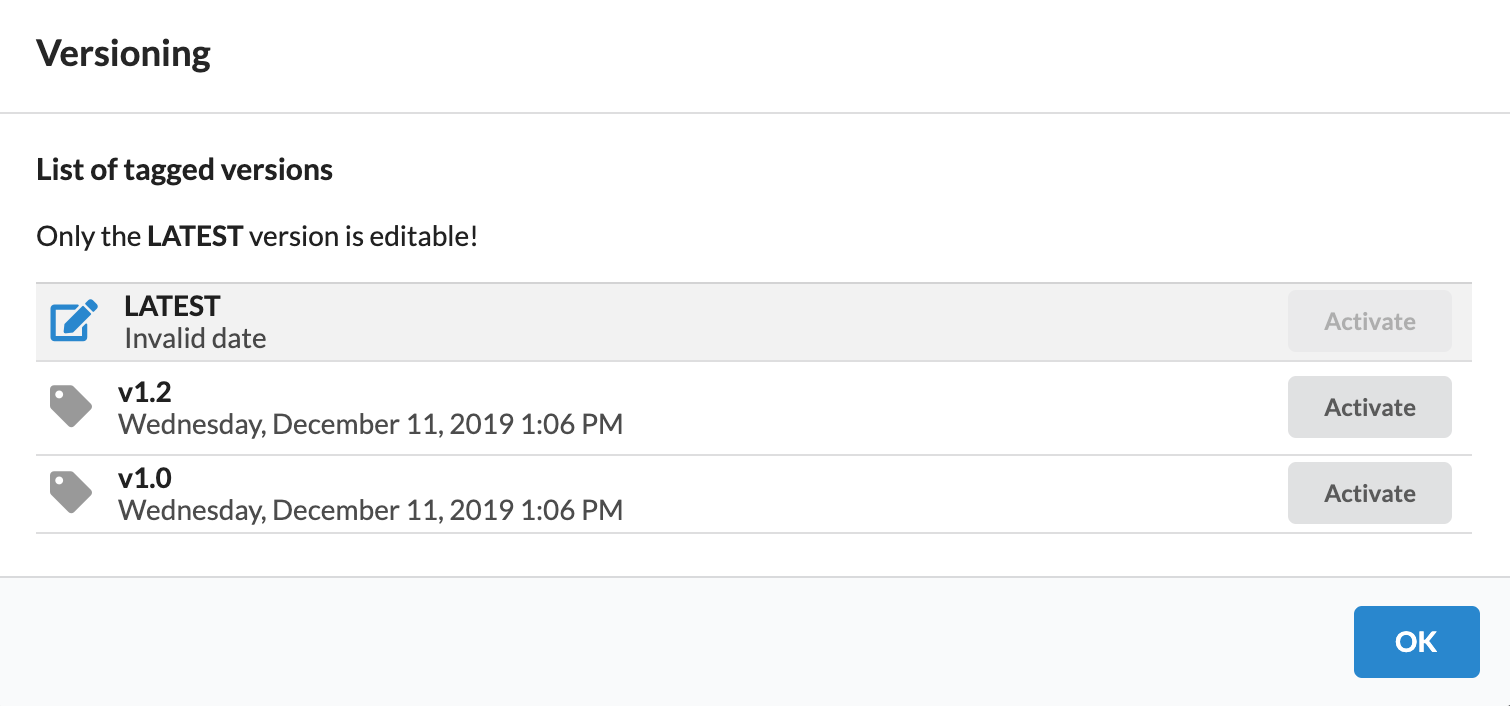 Versioning
List of tagged versions
Only the LATEST version is editable!
LATEST
Invalid date
Activate
v1.2
Wednesday, December 11, 2019 1:06 PM
Activate
v1.0
Wednesday, December 11, 2019 1:06 PM
Activate
OK